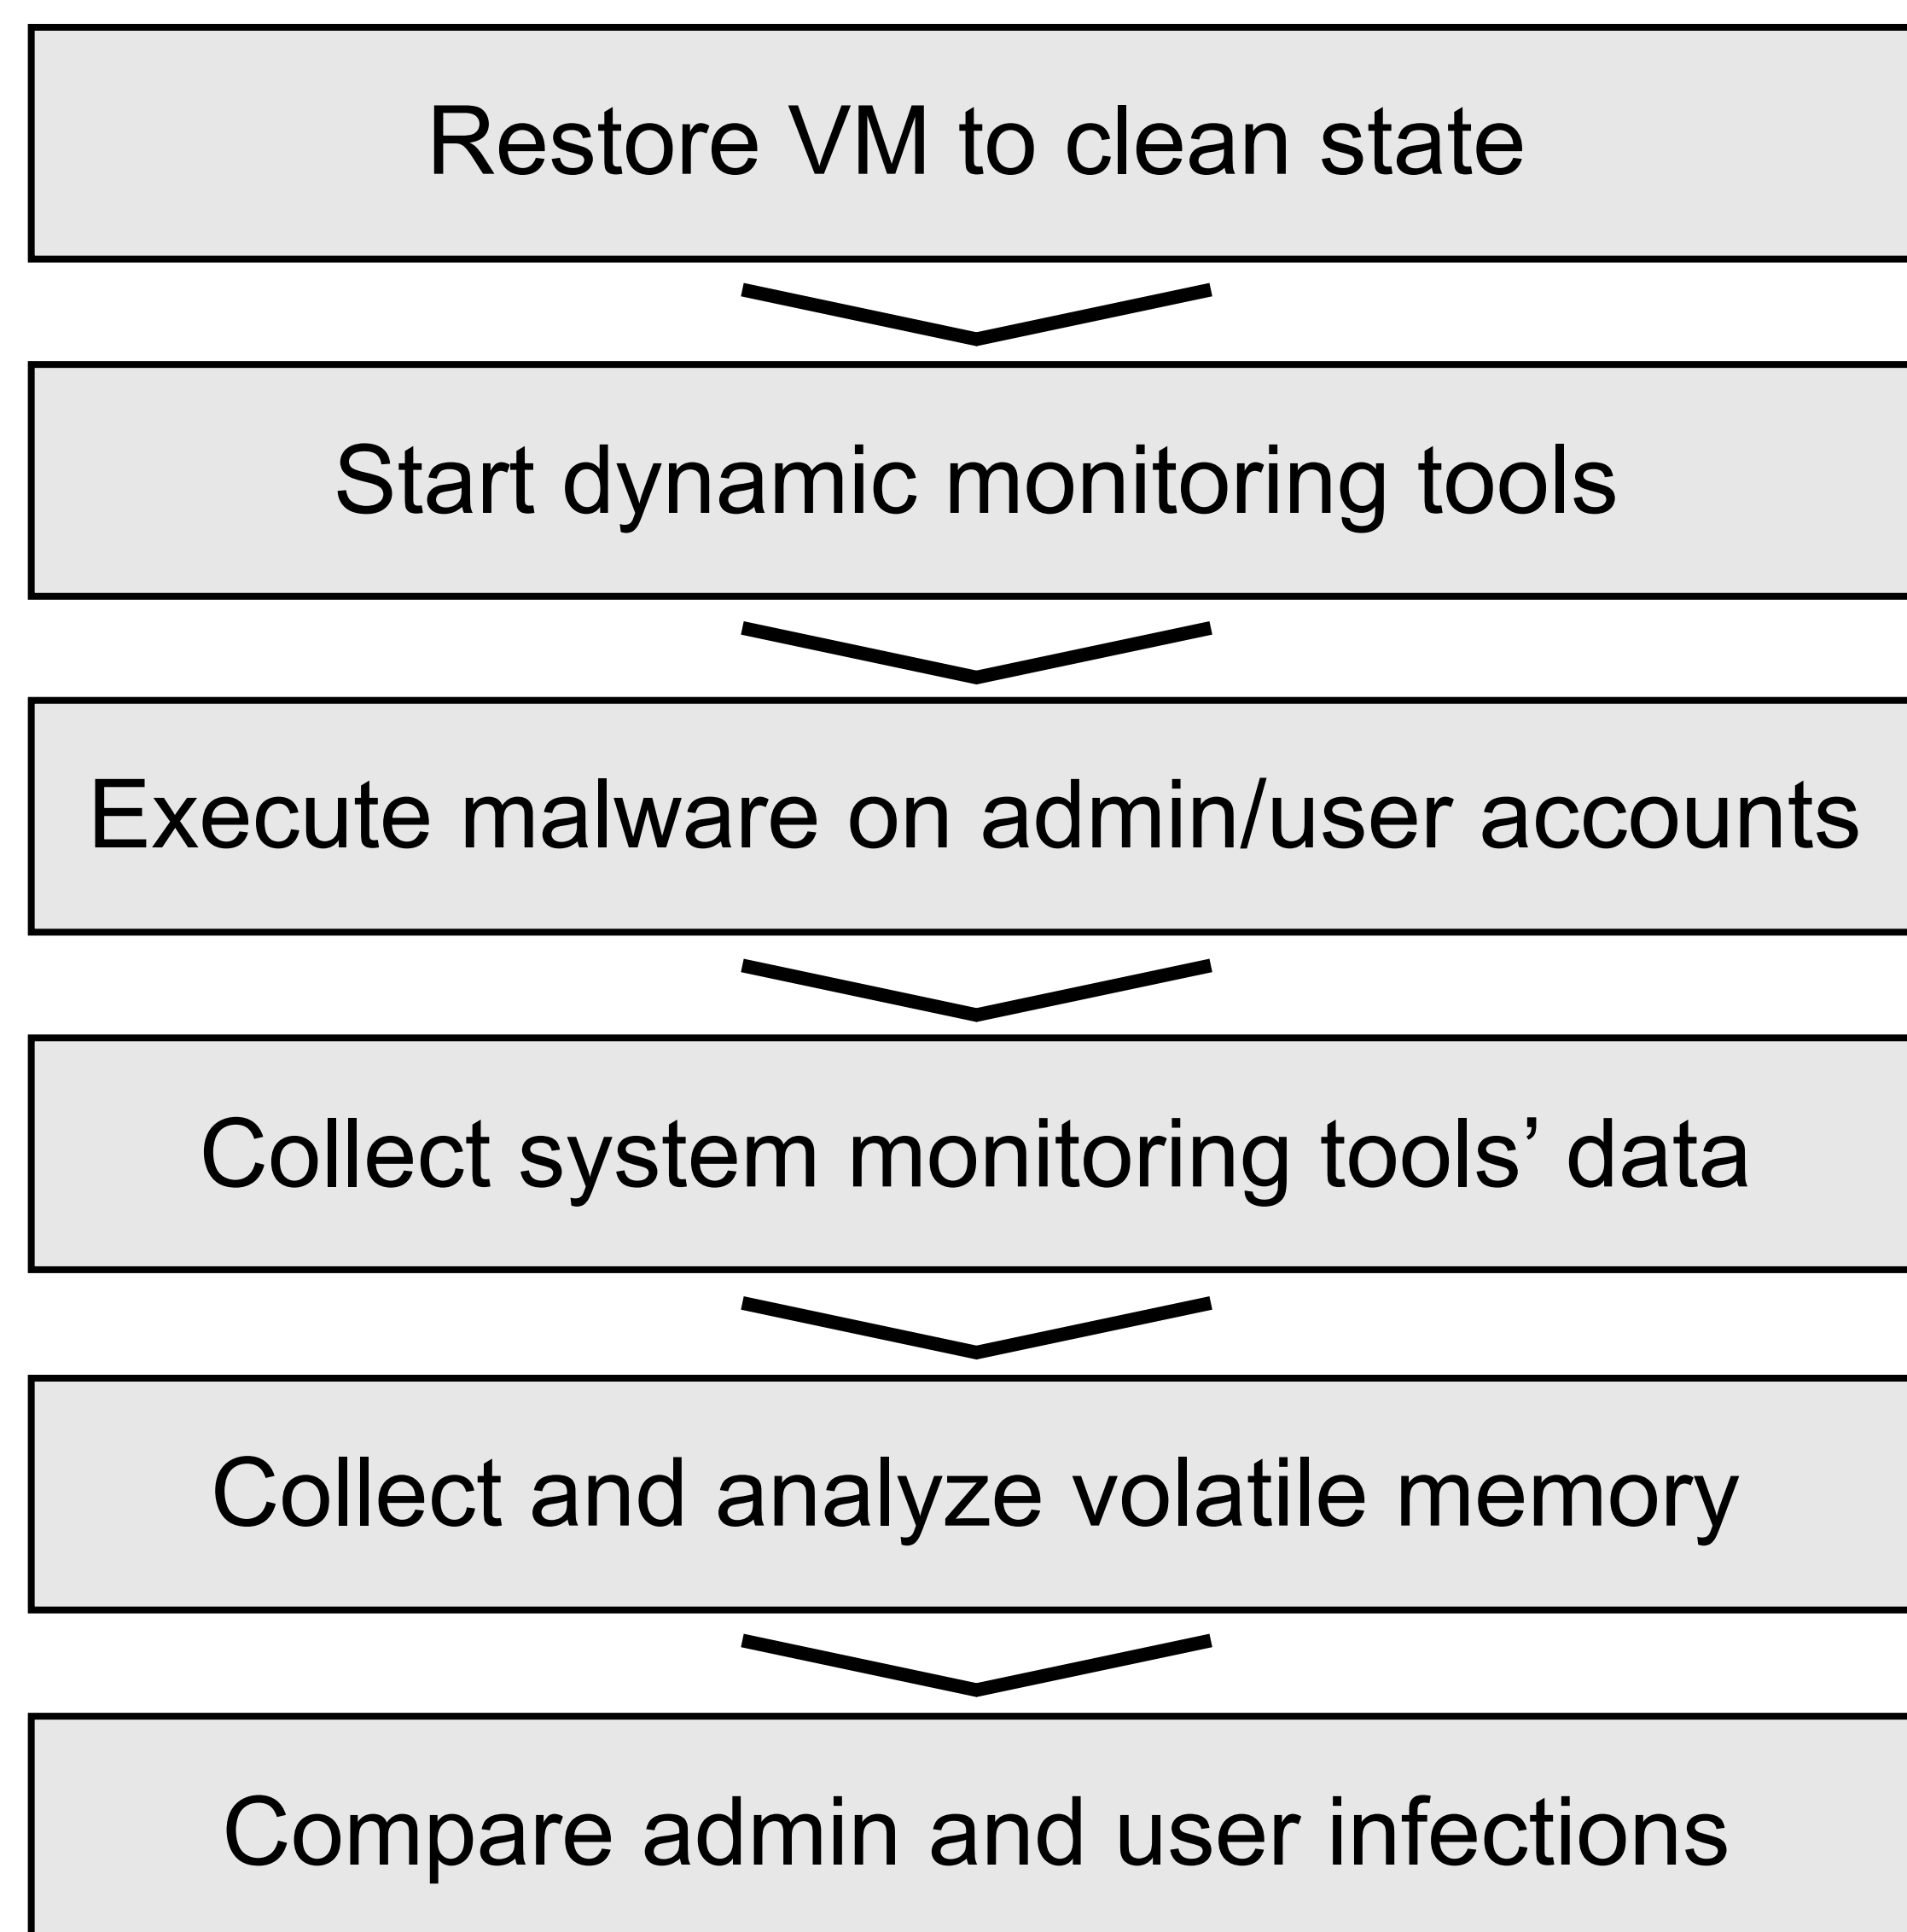 Restore VM to clean state
Start dynamic monitoring tools
Execute malware on admin/user accounts
Collect system monitoring tools’ data
Collect and analyze volatile memory
Compare admin and user infections